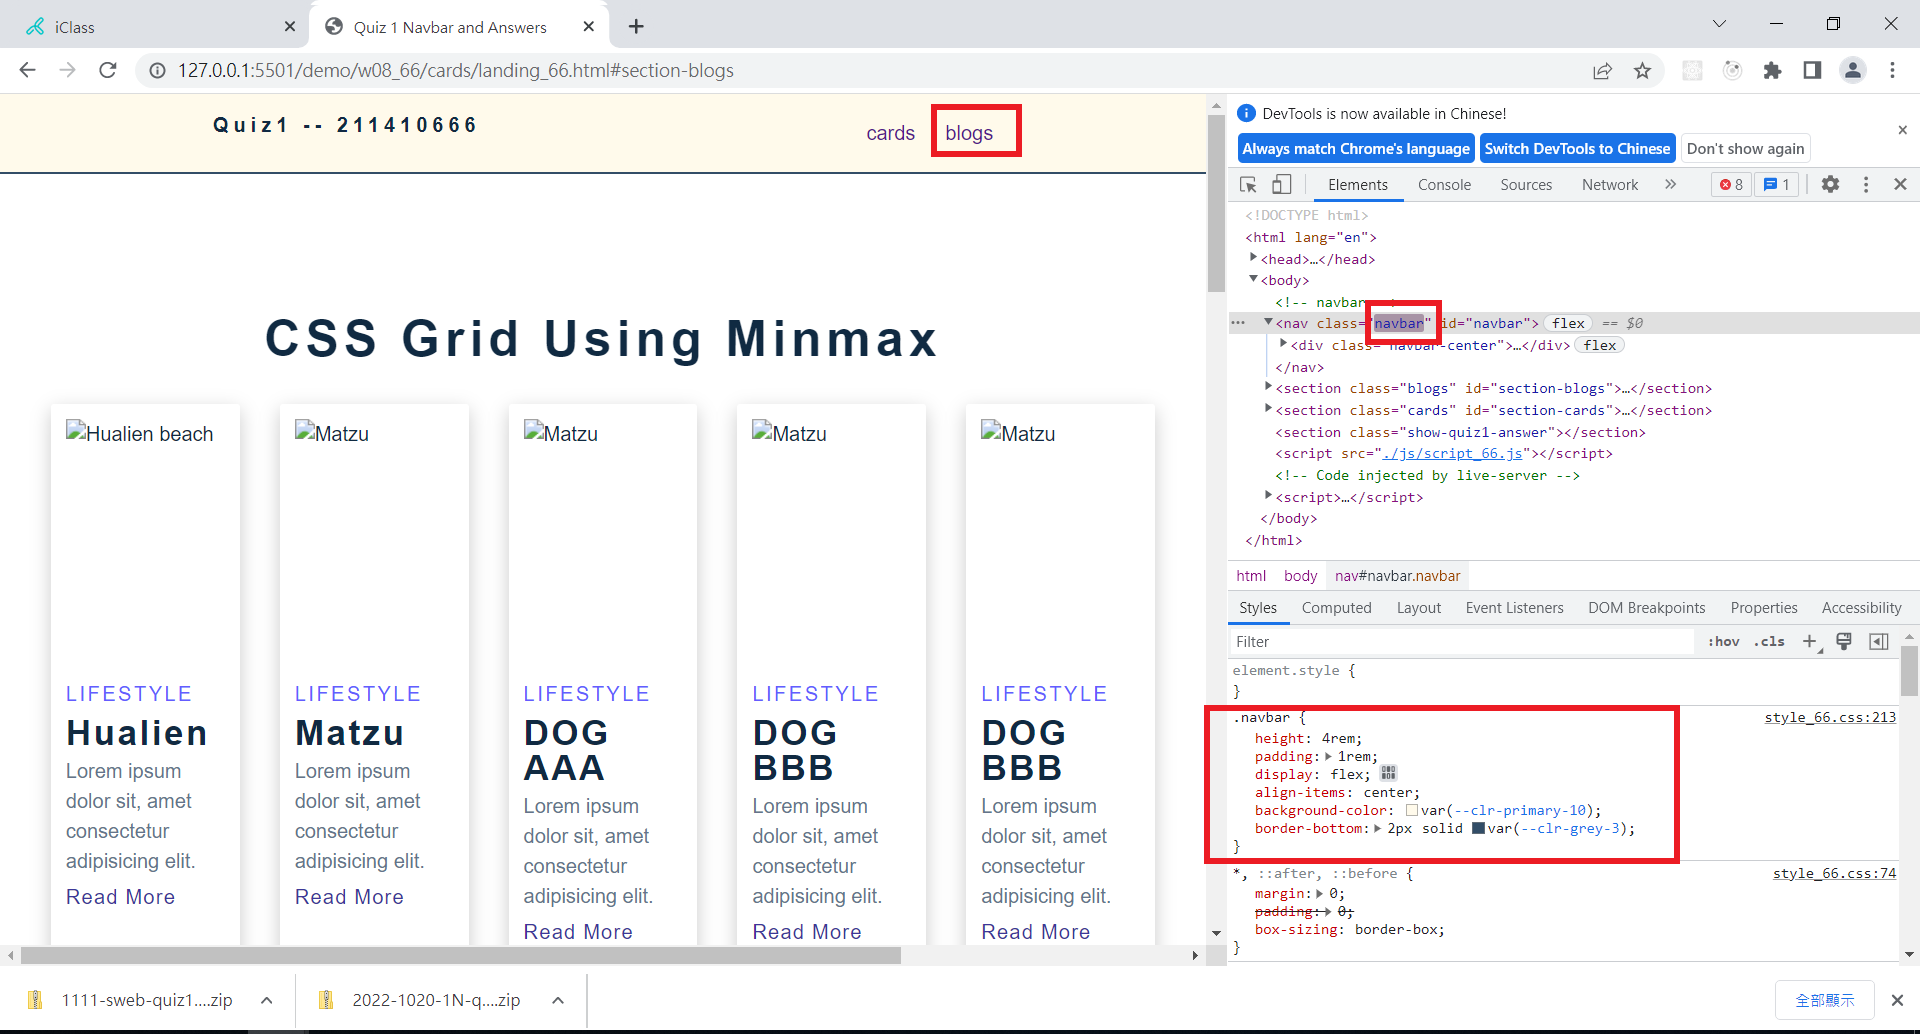 iClass
Quiz 1 Navbar and Answers
127.0.0.1:5501/demo/w08_66/cards/landing_66.html#section-blogs
Quiz1 -- 211410666
cards
blogs
CSS Grid Using Minmax
Hualien beach
LIFESTYLE
Hualien
Lorem ipsum
dolor sit, amet
consectetur
adipisicing elit.
Read More
Matzu
LIFESTYLE
Matzu
Lorem ipsum
dolor sit, amet
consectetur
adipisicing elit.
Read More
Matzu
LIFESTYLE
DOG
AAA
Lorem ipsum
dolor sit, amet
consectetur
adipisicing elit.
Read More
Matzu
LIFESTYLE
DOG
BBB
Lorem ipsum
dolor sit, amet
consectetur
adipisicing elit.
Read More
Matzu
LIFESTYLE
DOG
BBB
Lorem ipsum
dolor sit, amet
consectetur
adipisicing elit.
Read More
DevTools is now available in Chinese!
Always match Chrome's language
Switch DevTools to Chinese
Don't show again
Elements
Console
Sources
Network
8
1
<!DOCTYPE html>
<html lang="en">
<head>…</head>
<body>
<!-- navbar
<nav class="navbar" id="navbar"> flex == $0
<div class="navbar-center">…</div> flex
</nav>
<section class="blogs" id="section-blogs">…</section>
<section class="cards" id="section-cards">…</section>
<section class="show-quiz1-answer"></section>
<script src="./js/script_66.js"></script>
<!-- Code injected by live-server -->
<script>…</script>
</body>
</html>
html body nav#navbar.navbar
Styles
Computed
Layout
Event Listeners
DOM Breakpoints
Properties
Accessibility
Filter
:hov .cls
element.style {
}
.navbar { style_66.css:213
height: 4rem;
padding: 1rem;
display: flex;
align-items: center;
background-color: var(--clr-primary-10);
border-bottom: 2px solid var(--clr-grey-3);
}
*, ::after, ::before { style_66.css:74
margin: 0;
padding: 0;
box-sizing: border-box;
}
1111-sweb-quiz1....zip
2022-1020-1N-q....zip
全部顯示